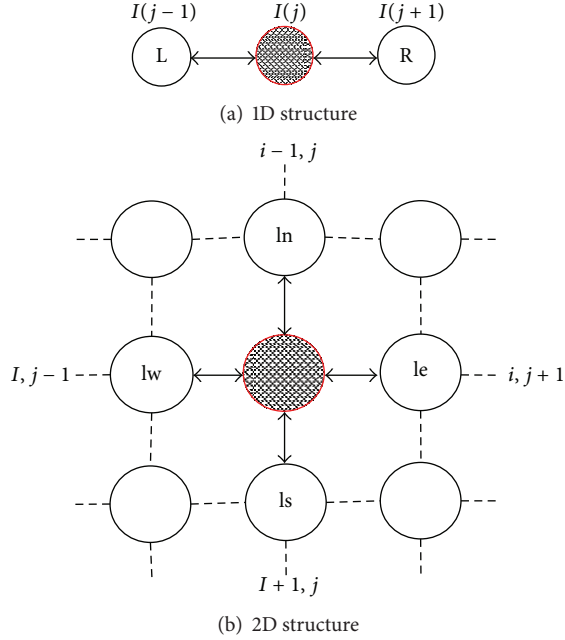 I(j − 1) I(j) I(j + 1)
L R
(a) 1D structure
i − 1, j
ln
I, j − 1 lw le i, j + 1
ls
I + 1, j
(b) 2D structure